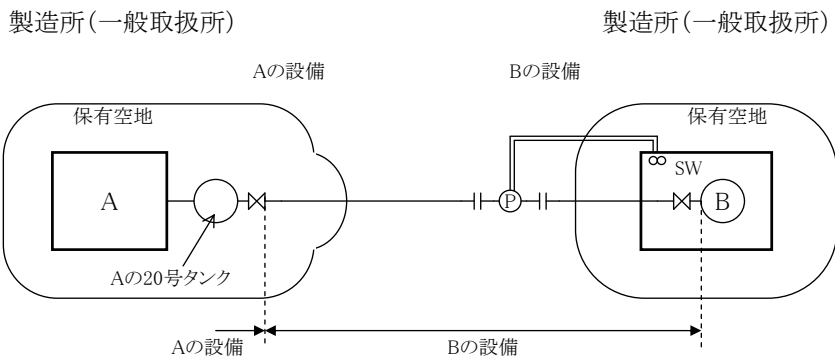 製造所(一般取扱所)
製造所(一般取扱所)
Aの設備
Bの設備
保有空地
保有空地
SW
A
P
B
Aの20号タンク
Aの設備
Bの設備